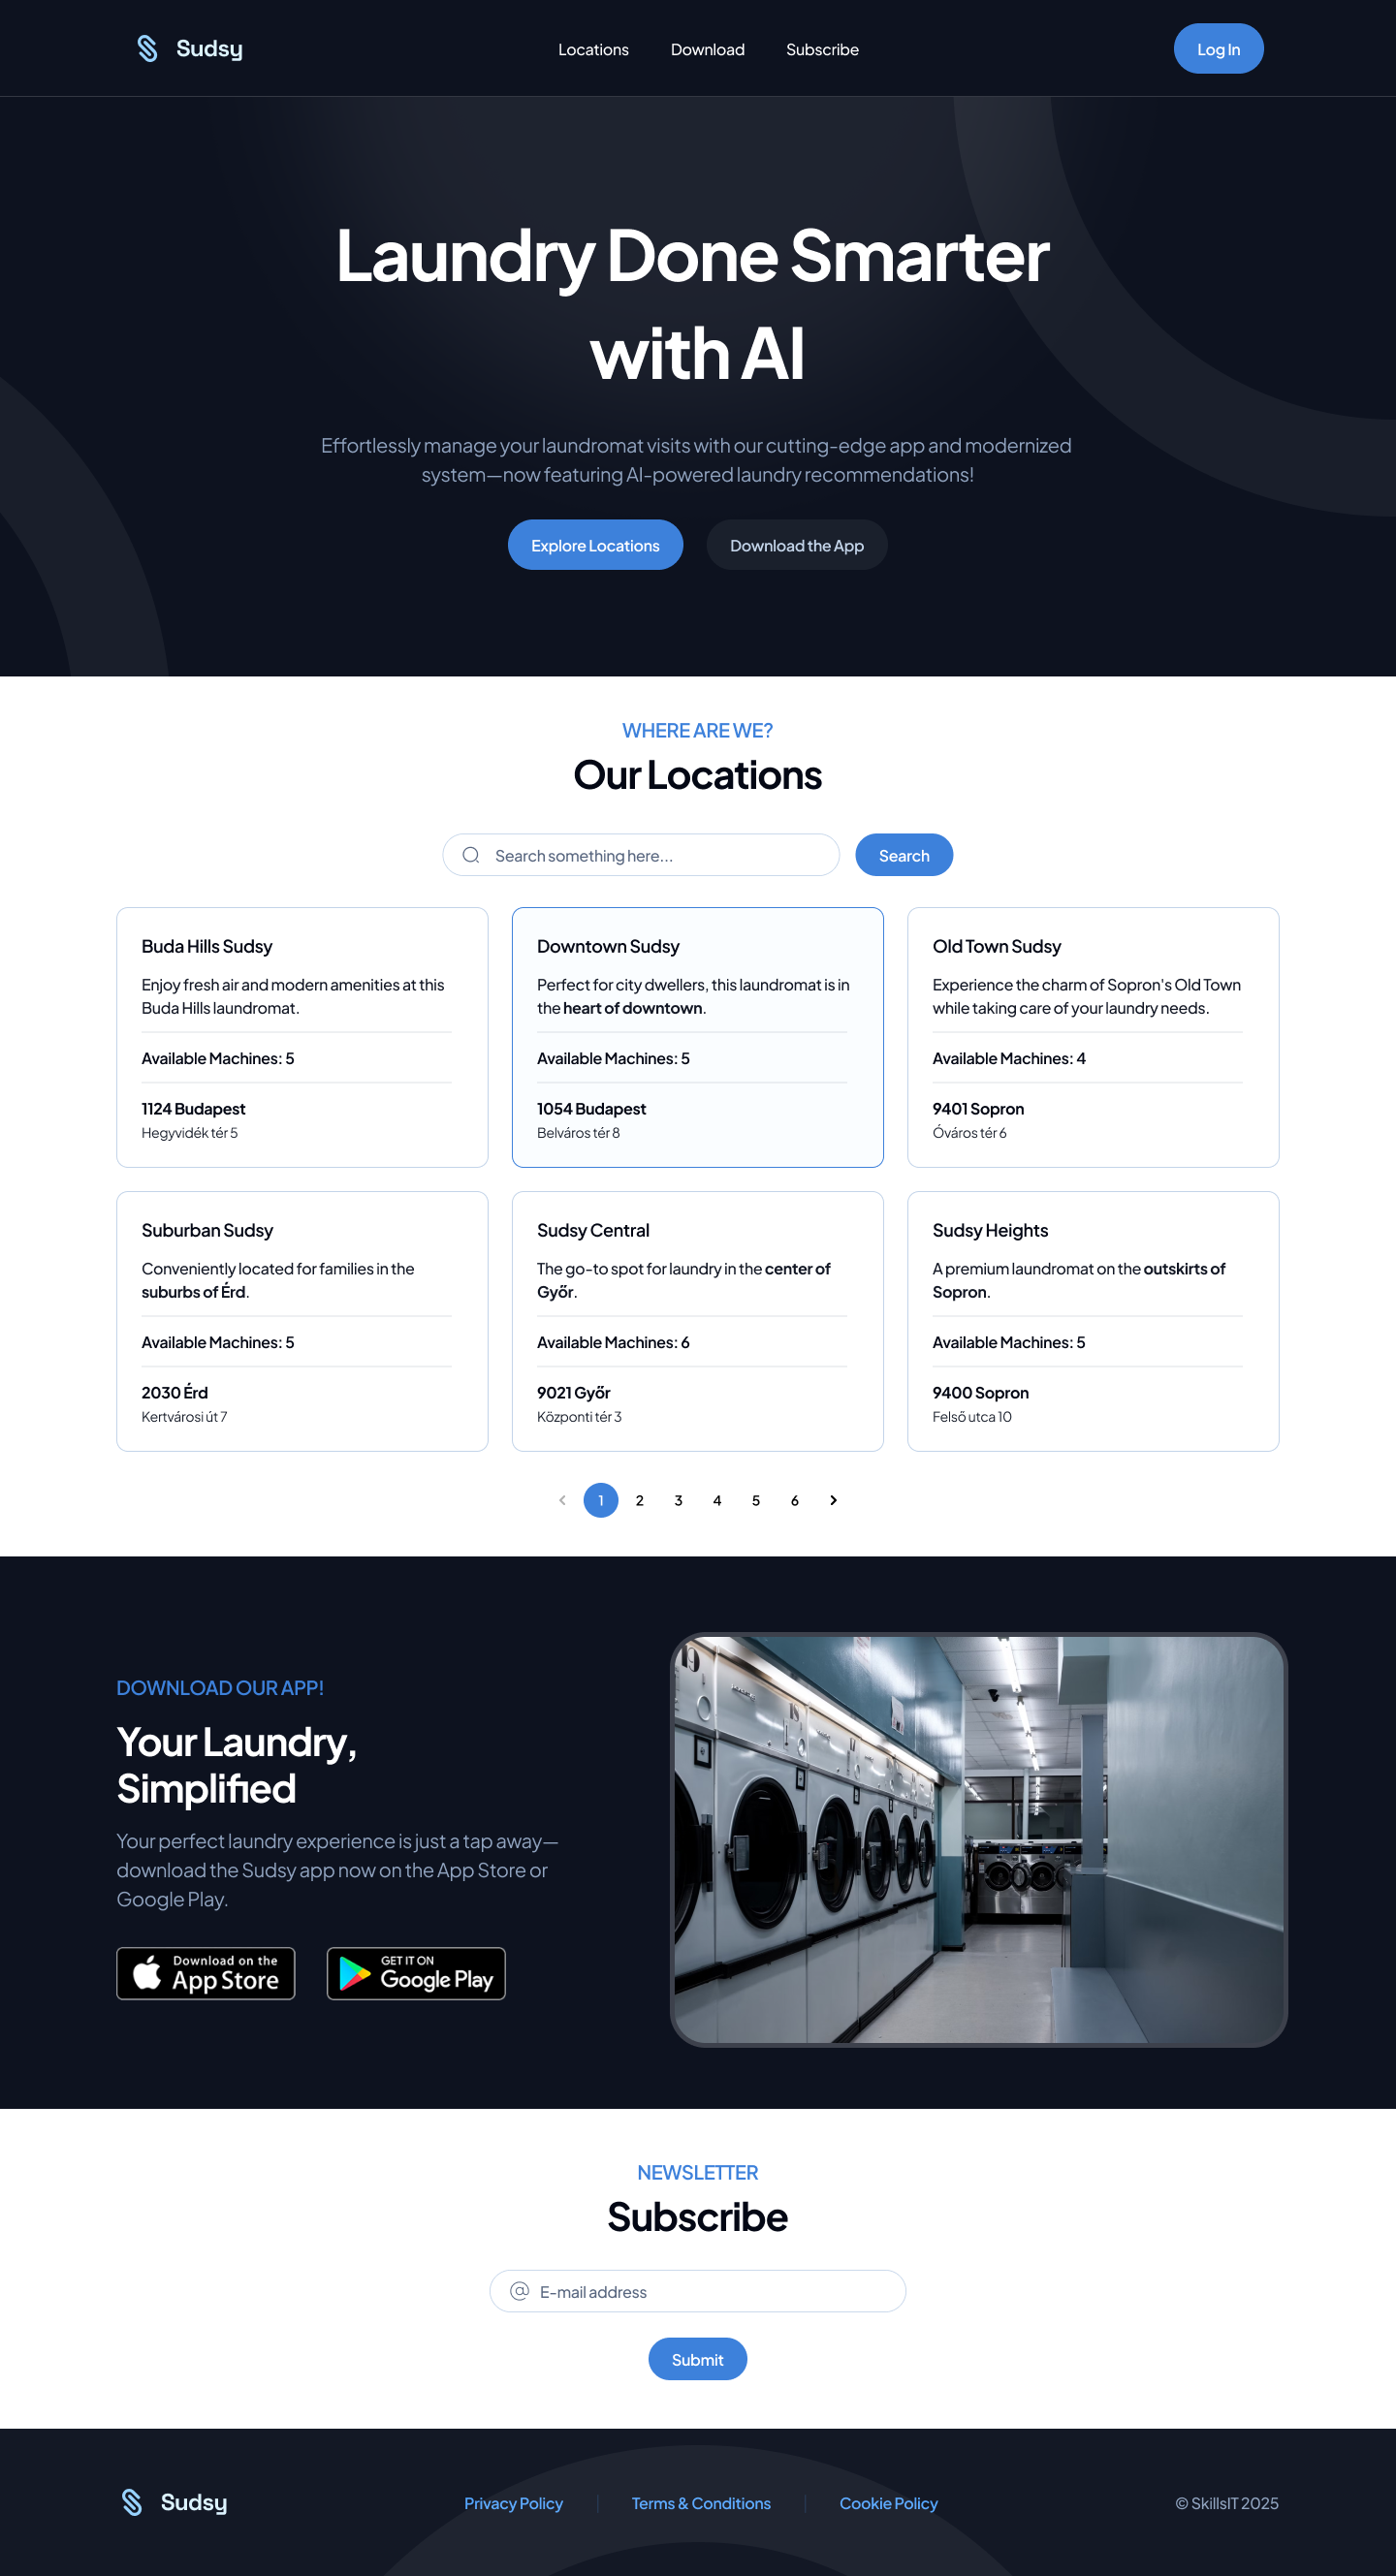 Sudsy
Locations
Download
Subscribe
Log In
Laundry Done Smarter
with AI
Effortlessly manage your laundromat visits with our cutting-edge app and modernized
system—now featuring AI-powered laundry recommendations!
Explore Locations
Download the App
WHERE ARE WE?
Our Locations
Search something here...
Search
Buda Hills Sudsy
Enjoy fresh air and modern amenities at this
Buda Hills laundromat.
Available Machines: 5
1124 Budapest
Hegyvidék tér 5
Downtown Sudsy
Perfect for city dwellers, this laundromat is in
the heart of downtown.
Available Machines: 5
1054 Budapest
Belváros tér 8
Old Town Sudsy
Experience the charm of Sopron's Old Town
while taking care of your laundry needs.
Available Machines: 4
9401 Sopron
Óváros tér 6
Suburban Sudsy
Conveniently located for families in the
suburbs of Érd.
Available Machines: 5
2030 Érd
Kertvárosi út 7
Sudsy Central
The go-to spot for laundry in the center of
Győr.
Available Machines: 6
9021 Győr
Központi tér 3
Sudsy Heights
A premium laundromat on the outskirts of
Sopron.
Available Machines: 5
9400 Sopron
Felső utca 10
1 2 3 4 5 6
DOWNLOAD OUR APP!
Your Laundry,
Simplified
Your perfect laundry experience is just a tap away—
download the Sudsy app now on the App Store or
Google Play.
Download on the
App Store
GET IT ON
Google Play
19
18
NEWSLETTER
Subscribe
@ E-mail address
Submit
Sudsy
Privacy Policy
Terms & Conditions
Cookie Policy
© SkillsIT 2025